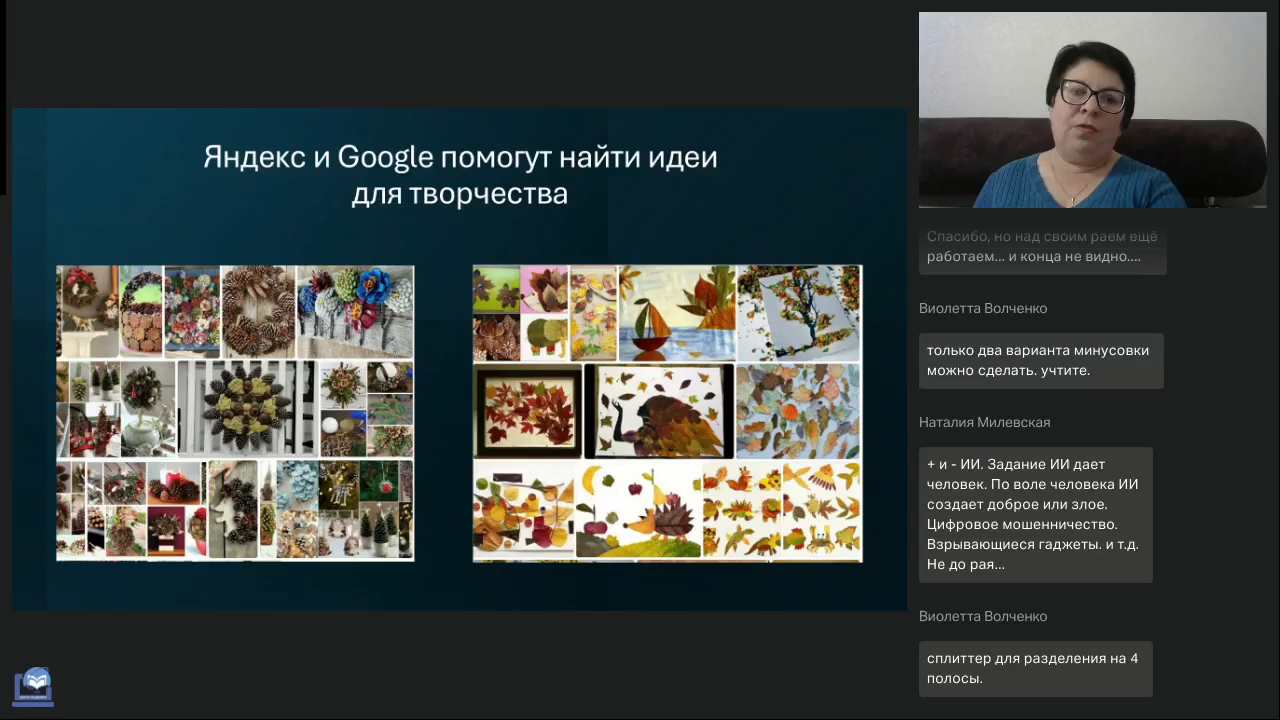 Яндекс и Google помогут найти идеи
для творчества
Спасибо, но над своим раем ещё
работаем... и конца не видно....
Виолетта Волченко
только два варианта минусовки
можно сделать. учтите.
Наталия Милевская
+ и - ИИ. Задание ИИ дает
человек. По воле человека ИИ
создает доброе или злое.
Цифровое мошенничество.
Взрывающиеся гаджеты. и т.д.
Не до рая...
Виолетта Волченко
сплиттер для разделения на 4
полосы.